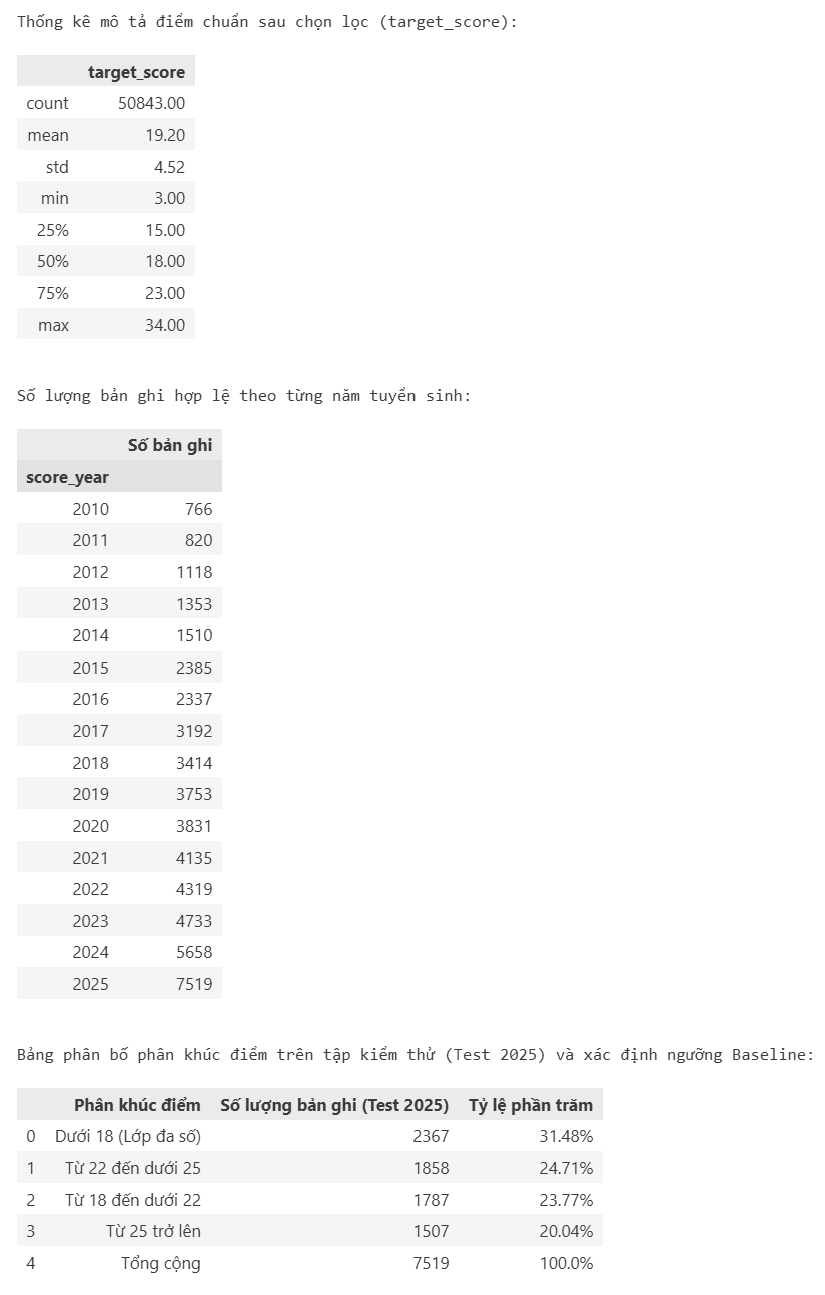 Thống kê mô tả điểm chuẩn sau chọn lọc (target_score):
target_score
count 50843.00
mean 19.20
std 4.52
min 3.00
25% 15.00
50% 18.00
75% 23.00
max 34.00
Số lượng bản ghi hợp lệ theo từng năm tuyển sinh:
Số bản ghi
score_year
2010 766
2011 820
2012 1118
2013 1353
2014 1510
2015 2385
2016 2337
2017 3192
2018 3414
2019 3753
2020 3831
2021 4135
2022 4319
2023 4733
2024 5658
2025 7519
Bảng phân bố phân khúc điểm trên tập kiểm thử (Test 2025) và xác định ngưỡng Baseline:
Phân khúc điểm Số lượng bản ghi (Test 2025) Tỷ lệ phần trăm
0 Dưới 18 (Lớp đa số) 2367 31.48%
1 Từ 22 đến dưới 25 1858 24.71%
2 Từ 18 đến dưới 22 1787 23.77%
3 Từ 25 trở lên 1507 20.04%
4 Tổng cộng 7519 100.0%